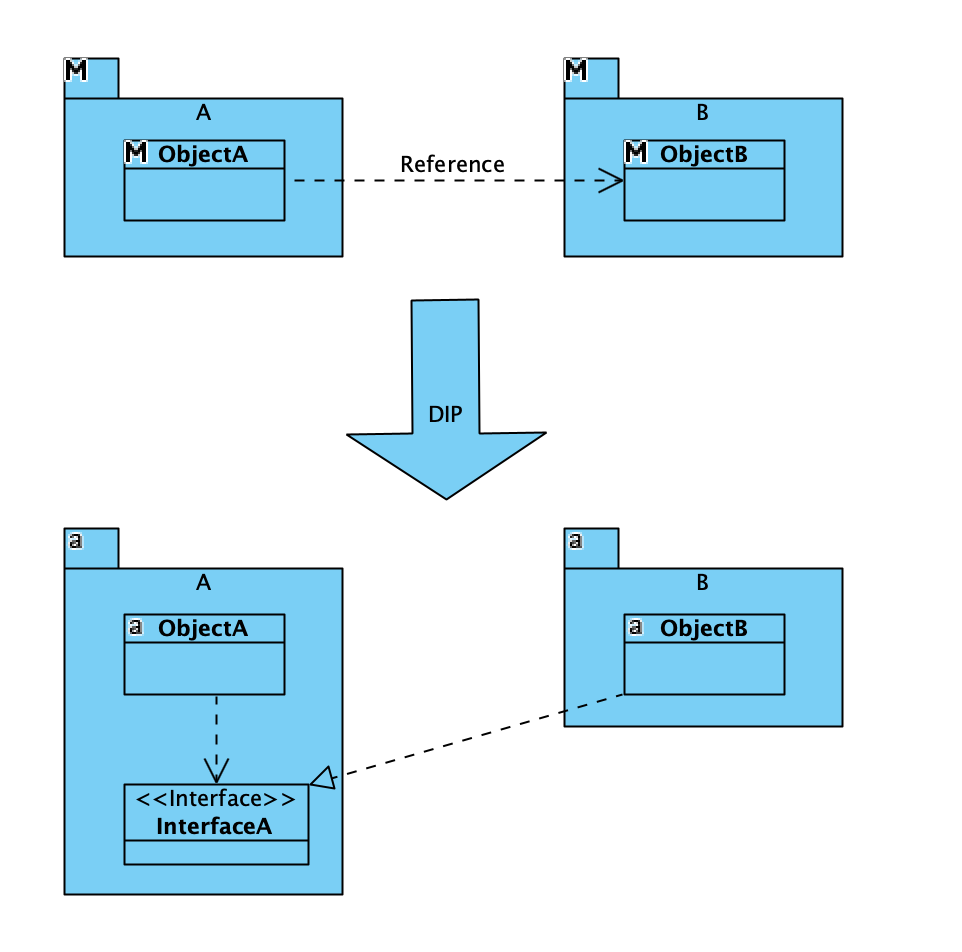 M
M
A
B
M ObjectA
M ObjectB
Reference
DIP
a
a
A
B
a ObjectA
a ObjectB
<<Interface>>
InterfaceA